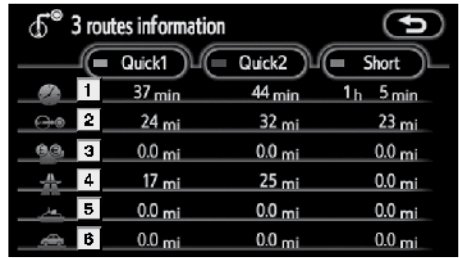 3 routes information
Quick1 Quick2 Short
1 37 min 44 min 1 h 5 min
2 24 mi 32 mi 23 mi
3 0.0 mi 0.0 mi 0.0 mi
4 17 mi 25 mi 0.0 mi
5 0.0 mi 0.0 mi 0.0 mi
6 0.0 mi 0.0 mi 0.0 mi